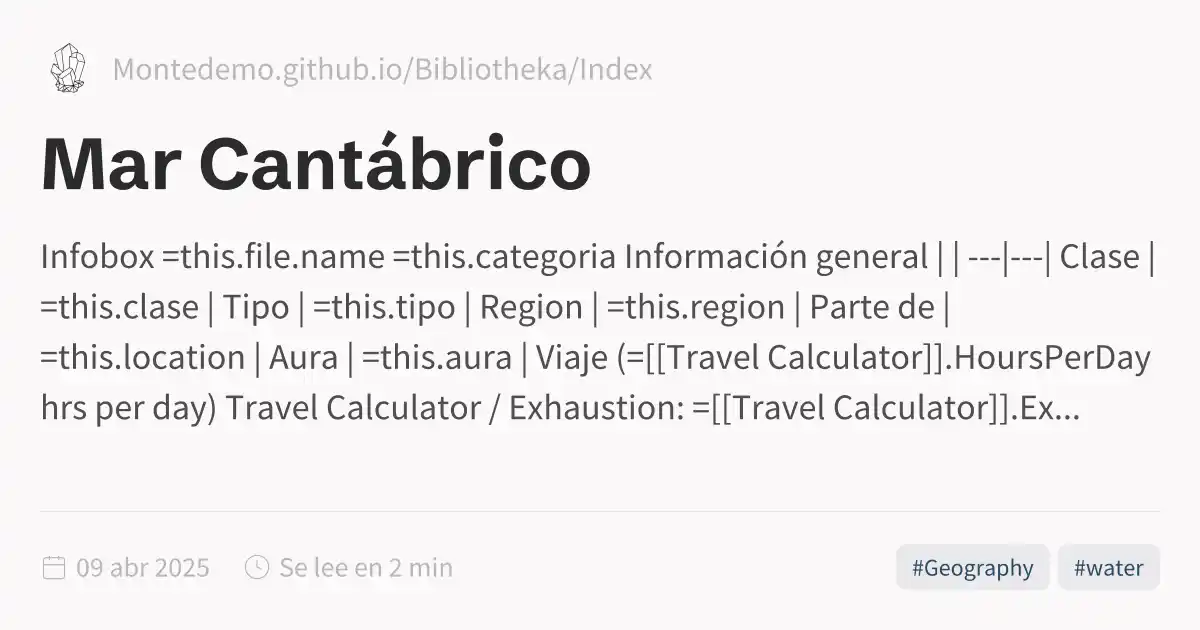 Montedemo.github.io/Bibliotheka/Index
Mar Cantábrico
Infobox =this.file.name =this.categoria Información general | | ---|---| Clase |
=this.clase | Tipo | =this.tipo | Region | =this.region | Parte de |
=this.location | Aura | =this.aura | Viaje (=[[Travel Calculator]].HoursPerDay
hrs per day) Travel Calculator / Exhaustion: =[[Travel Calculator]].Ex...
09 abr 2025
Se lee en 2 min
#Geography
#water